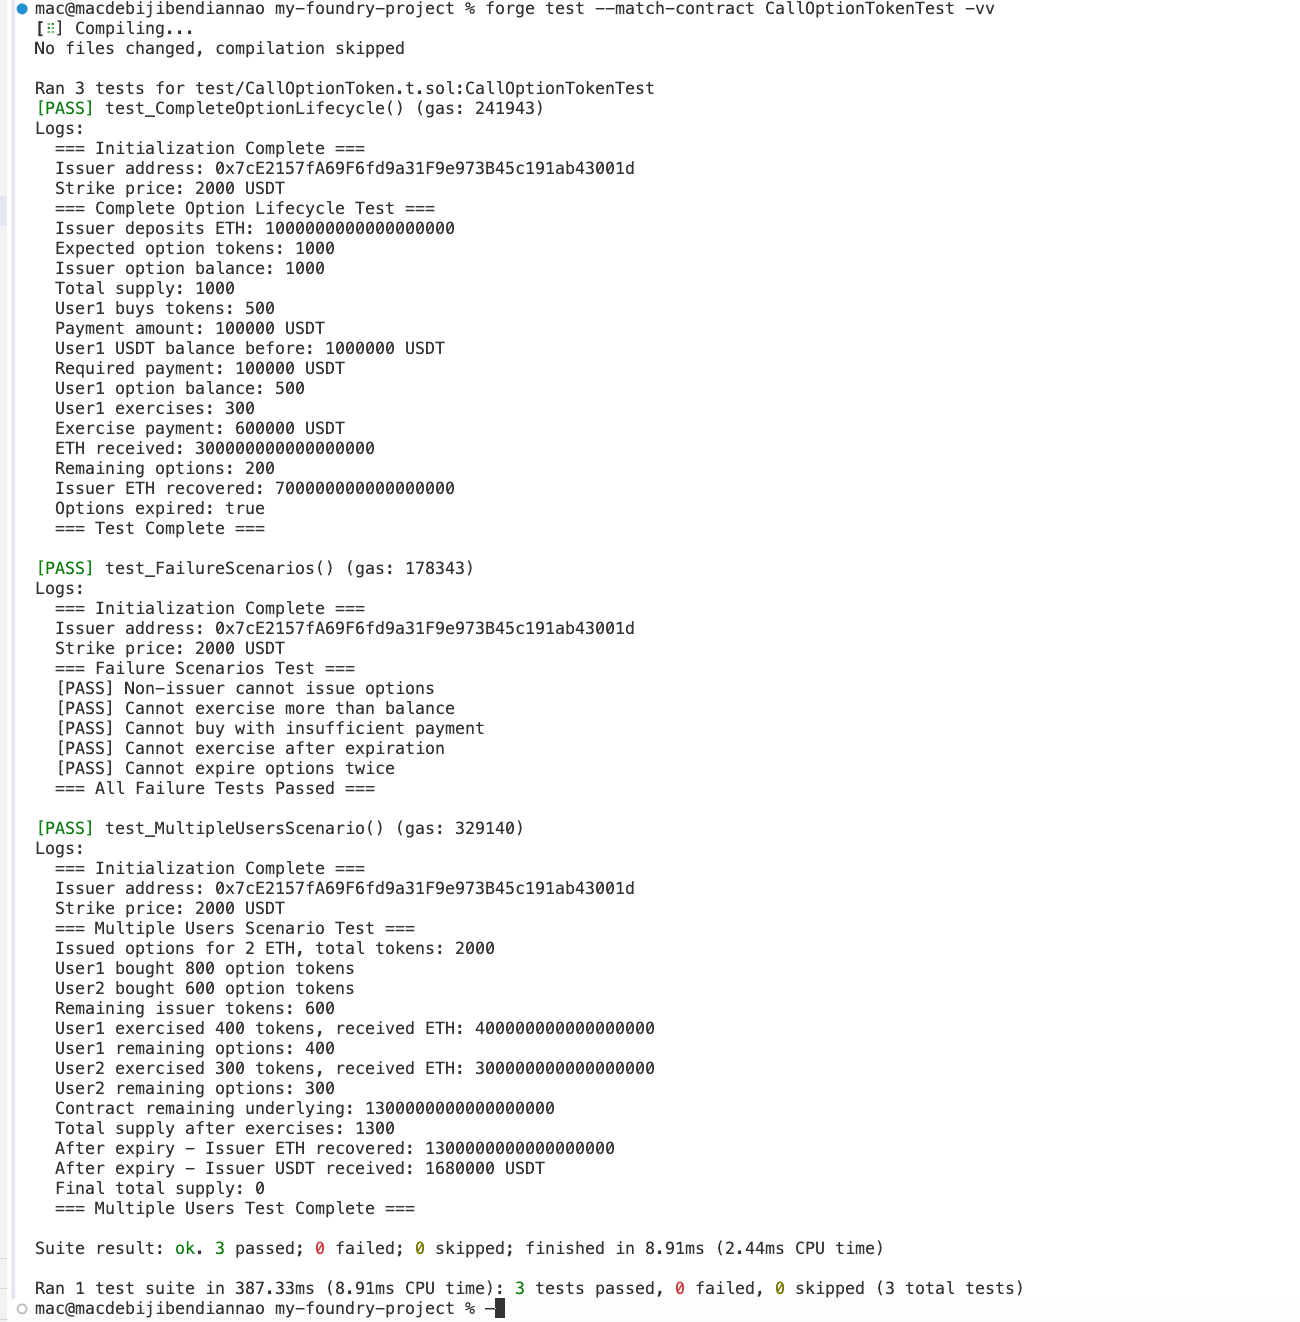 mac@macdebijibendiannao my-foundry-project % forge test --match-contract CallOptionTokenTest -vv
[⠶] Compiling...
No files changed, compilation skipped
Ran 3 tests for test/CallOptionToken.t.sol:CallOptionTokenTest
[PASS] test_CompleteOptionLifecycle() (gas: 241943)
Logs:
=== Initialization Complete ===
Issuer address: 0x7cE2157fA69F6fd9a31F9e973B45c191ab43001d
Strike price: 2000 USDT
=== Complete Option Lifecycle Test ===
Issuer deposits ETH: 1000000000000000000
Expected option tokens: 1000
Issuer option balance: 1000
Total supply: 1000
User1 buys tokens: 500
Payment amount: 100000 USDT
User1 USDT balance before: 1000000 USDT
Required payment: 100000 USDT
User1 option balance: 500
User1 exercises: 300
Exercise payment: 600000 USDT
ETH received: 300000000000000000
Remaining options: 200
Issuer ETH recovered: 700000000000000000
Options expired: true
=== Test Complete ===
[PASS] test_FailureScenarios() (gas: 178343)
Logs:
=== Initialization Complete ===
Issuer address: 0x7cE2157fA69F6fd9a31F9e973B45c191ab43001d
Strike price: 2000 USDT
=== Failure Scenarios Test ===
[PASS] Non-issuer cannot issue options
[PASS] Cannot exercise more than balance
[PASS] Cannot buy with insufficient payment
[PASS] Cannot exercise after expiration
[PASS] Cannot expire options twice
=== All Failure Tests Passed ===
[PASS] test_MultipleUsersScenario() (gas: 329140)
Logs:
=== Initialization Complete ===
Issuer address: 0x7cE2157fA69F6fd9a31F9e973B45c191ab43001d
Strike price: 2000 USDT
=== Multiple Users Scenario Test ===
Issued options for 2 ETH, total tokens: 2000
User1 bought 800 option tokens
User2 bought 600 option tokens
Remaining issuer tokens: 600
User1 exercised 400 tokens, received ETH: 400000000000000000
User1 remaining options: 400
User2 exercised 300 tokens, received ETH: 300000000000000000
User2 remaining options: 300
Contract remaining underlying: 1300000000000000000
Total supply after exercises: 1300
After expiry - Issuer ETH recovered: 1300000000000000000
After expiry - Issuer USDT received: 1680000 USDT
Final total supply: 0
=== Multiple Users Test Complete ===
Suite result: ok. 3 passed; 0 failed; 0 skipped; finished in 8.91ms (2.44ms CPU time)
Ran 1 test suite in 387.33ms (8.91ms CPU time): 3 tests passed, 0 failed, 0 skipped (3 total tests)
mac@macdebijibendiannao my-foundry-project % —